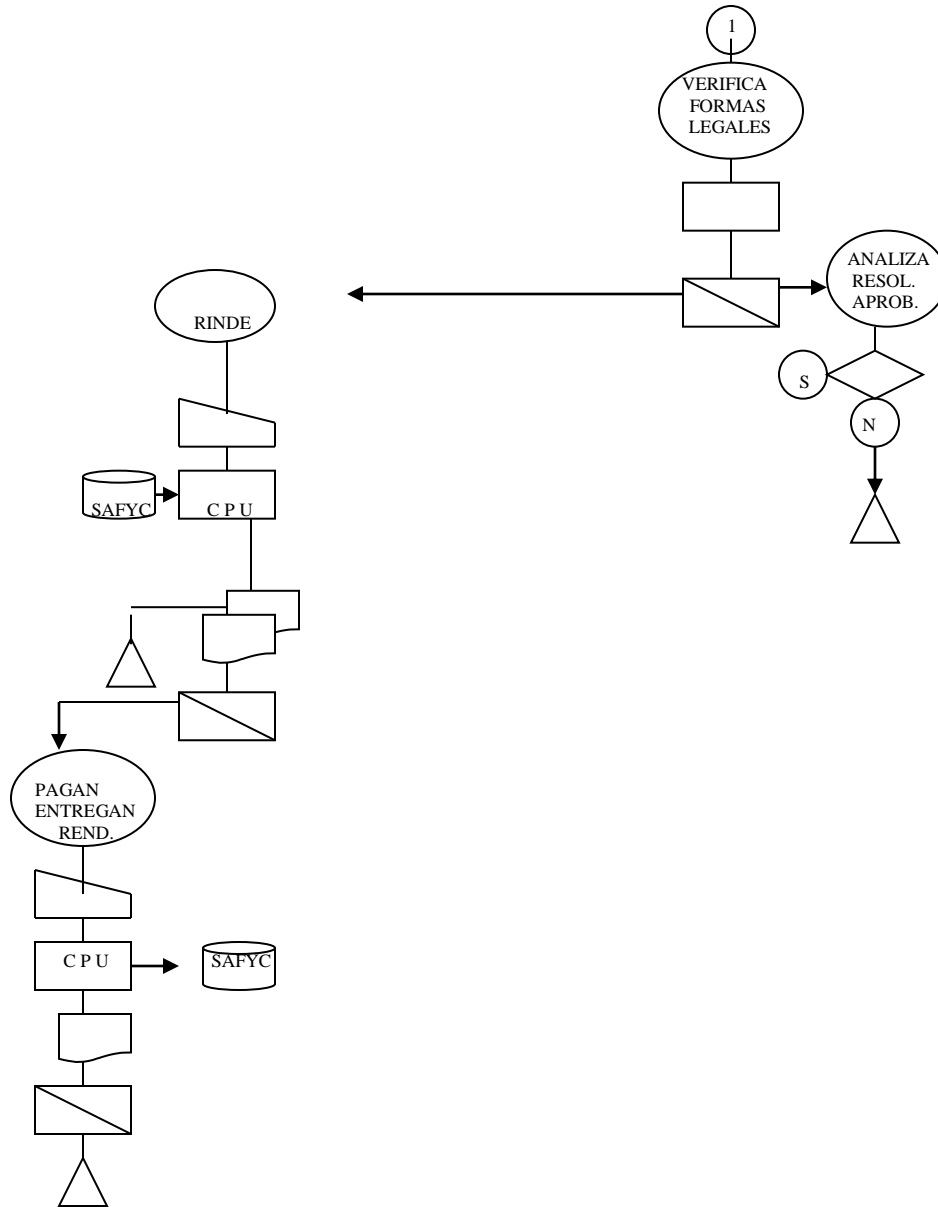 1
VERIFICA
FORMAS
LEGALES
ANALIZA
RESOL.
APROB.
RINDE
S
N
SAFYC
C P U
PAGAN
ENTREGAN
REND.
C P U
SAFYC